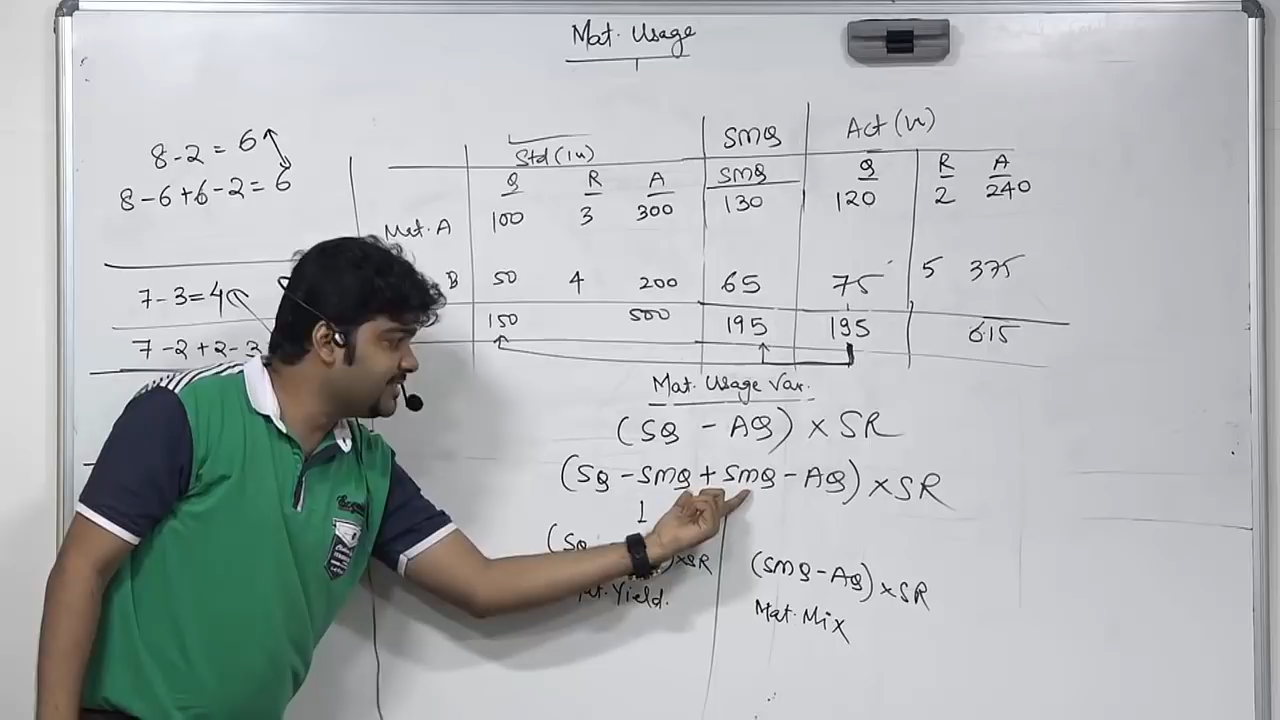 Mat. Usage
8-2 = 6
8-6+6-2 = 6
7-3=4
7-2+2-3
Std (1u) SMQ Act (u)
Q R A SMQ Q R A
Mat. A 100 3 300 130 120 2 240
B 50 4 200 65 75 5 375
150 500 195 195 615
Mat. Usage Var.
(SQ - AQ) × SR
(SQ - SMQ + SMQ - AQ) × SR
(SQ ) × SR
Yield.
(SMQ - AQ) × SR
Mat. Mix